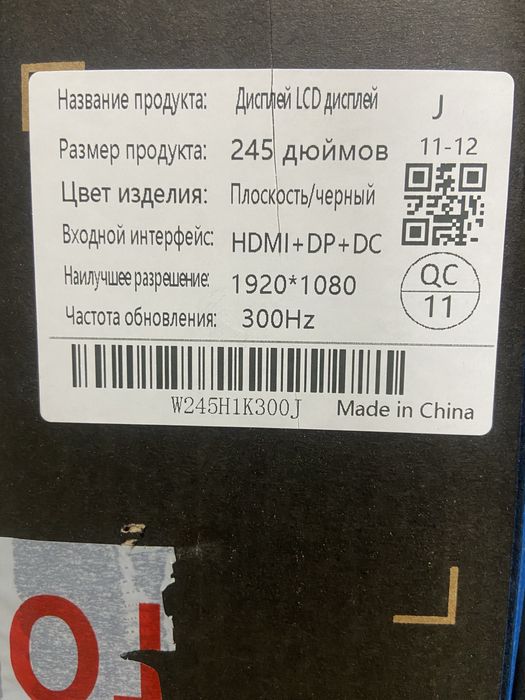 Название продукта: Дисплей LCD дисплей
J
Размер продукта: 245 дюймов
11-12
Цвет изделия: Плоскость/черный
Входной интерфейс: HDMI+DP+DC
Наилучшее разрешение: 1920*1080
QC
11
Частота обновления: 300Hz
W245H1K300J
Made in China